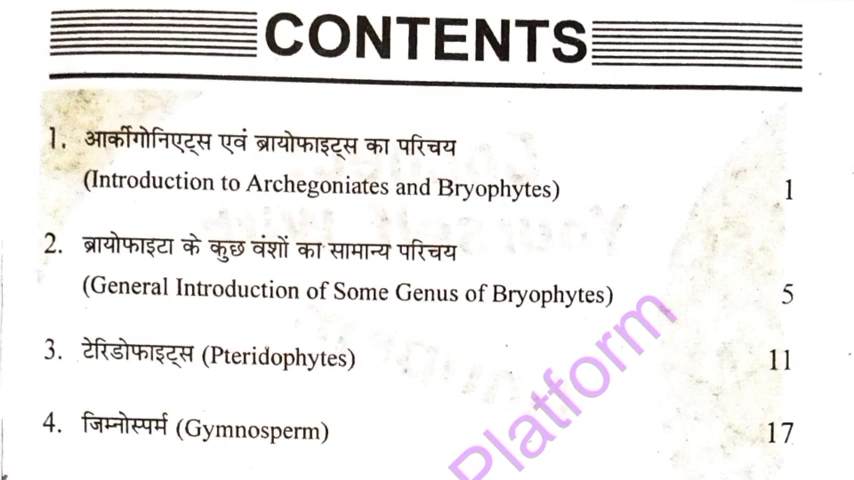 CONTENTS
1. आर्कीगोनिएट्स एवं ब्रायोफाइट्स का परिचय
(Introduction to Archegoniates and Bryophytes) 1
2. ब्रायोफाइटा के कुछ वंशों का सामान्य परिचय
(General Introduction of Some Genus of Bryophytes) 5
3. टेरिडोफाइट्स (Pteridophytes) 11
4. जिम्नोस्पर्म (Gymnosperm) 17
Platform